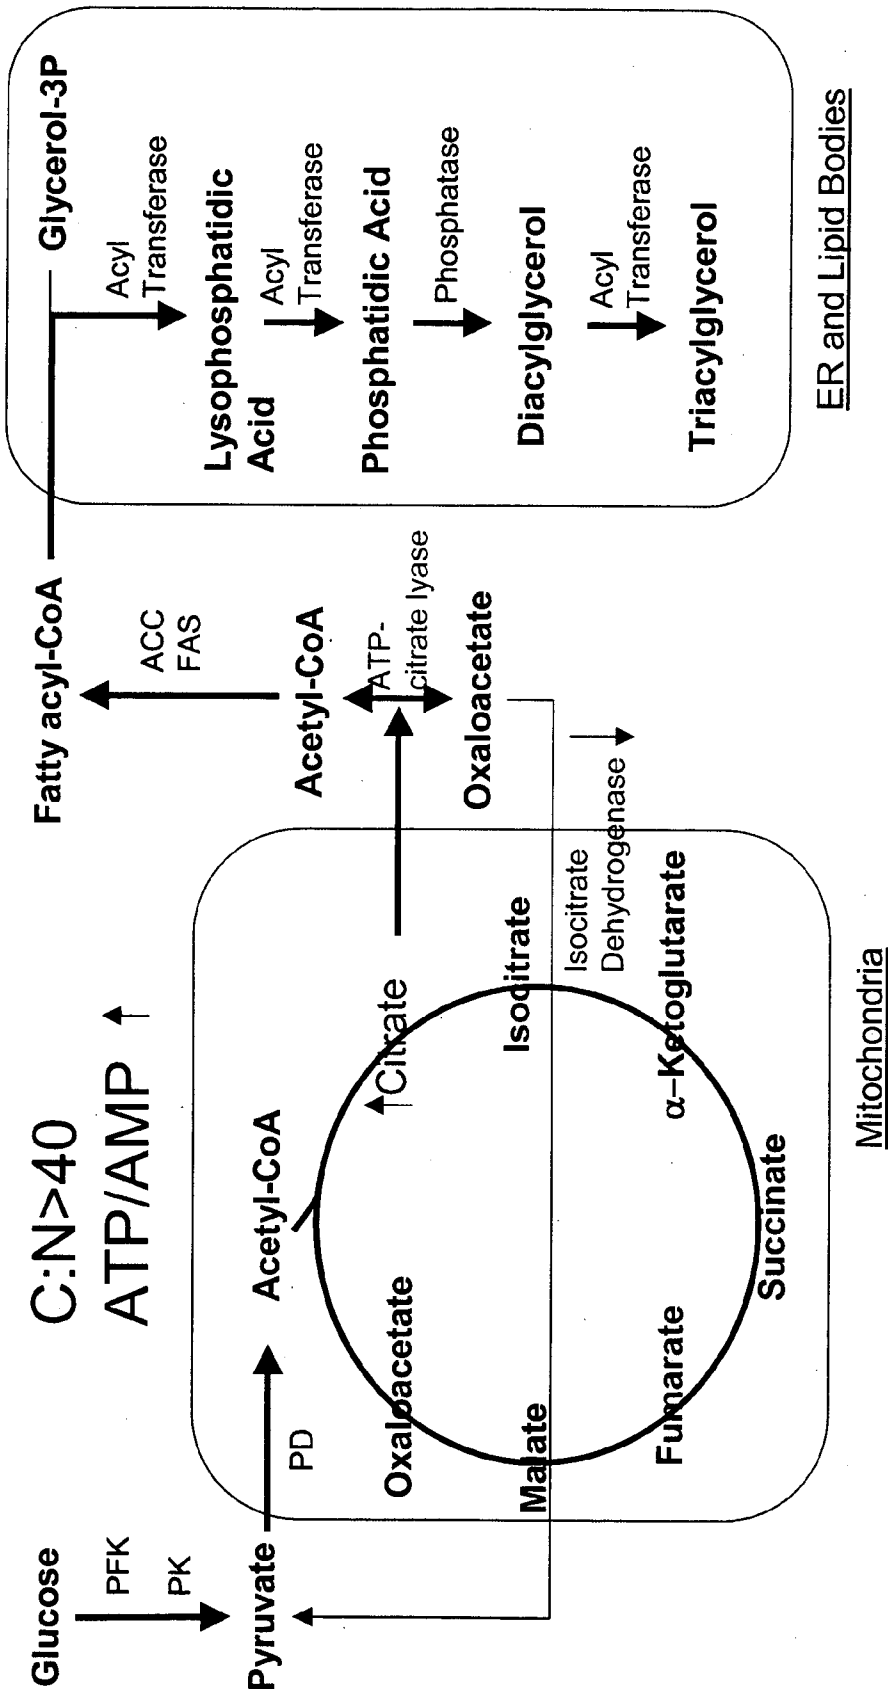 Glucose
PFK
PK
Pyruvate
C:N>40
ATP/AMP
PD
Acetyl-CoA
Oxaloacetate
Citrate
Malate
Isocitrate
Isocitrate
Dehydrogenase
Fumarate
α–Ketoglutarate
Succinate
Mitochondria
Fatty acyl-CoA
ACC
FAS
Acetyl-CoA
ATP-
citrate lyase
Oxaloacetate
Glycerol-3P
Acyl
Transferase
Lysophosphatidic
Acid
Acyl
Transferase
Phosphatidic Acid
Phosphatase
Diacylglycerol
Acyl
Transferase
Triacylglycerol
ER and Lipid Bodies